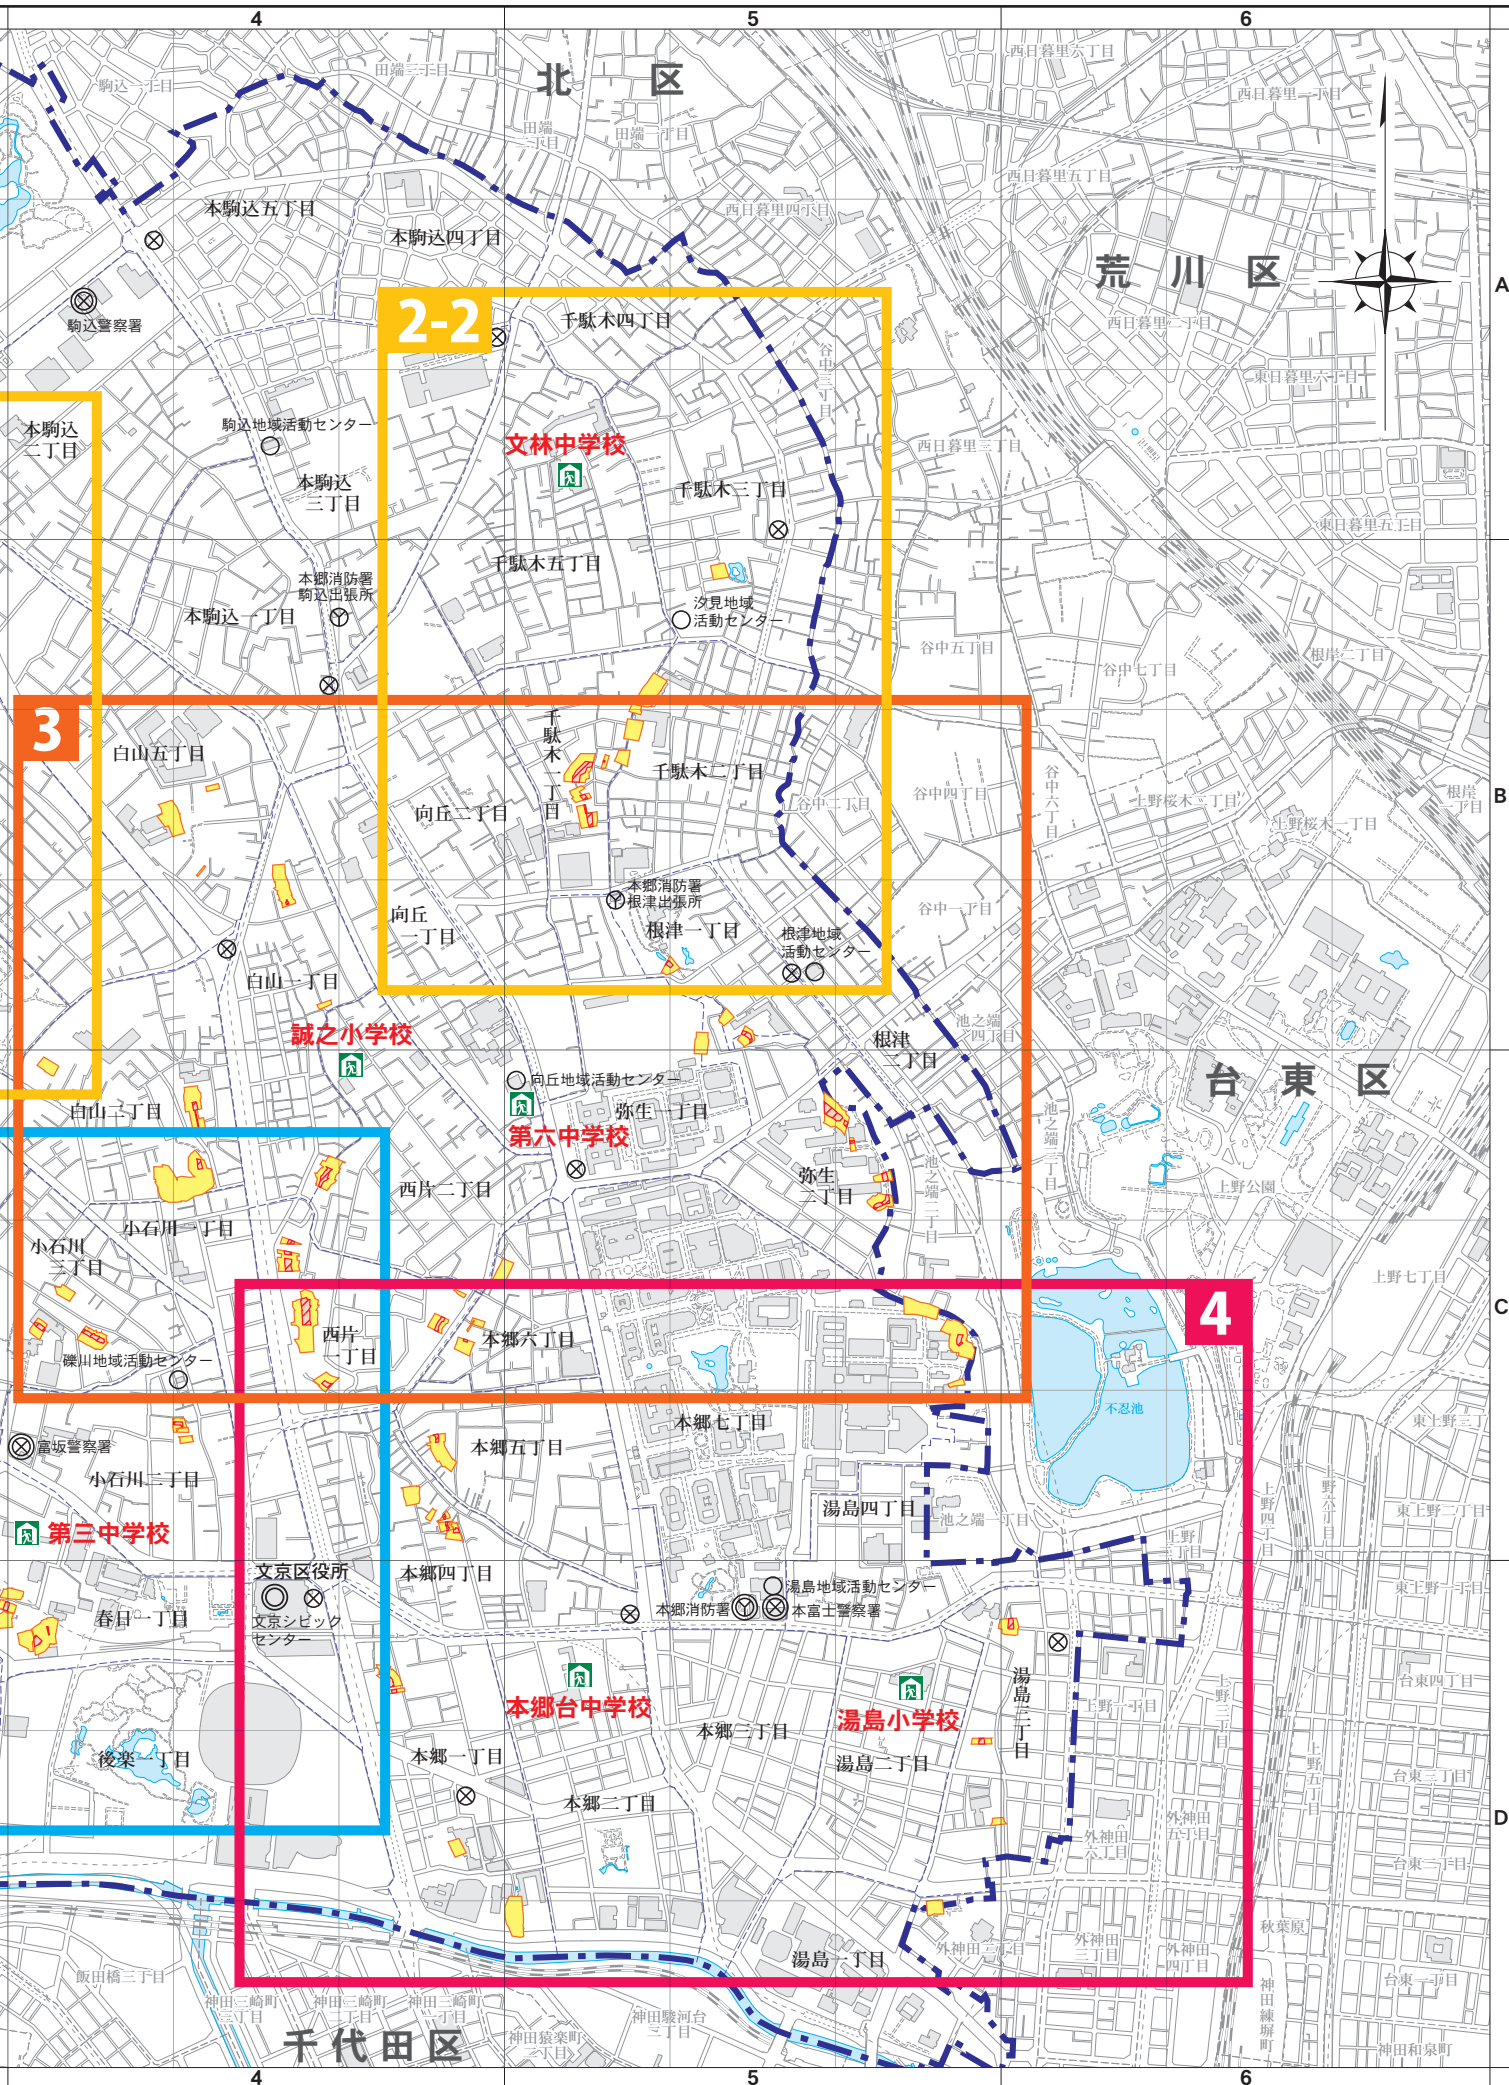 4
5
6
北区
西日暮里六丁目
田端三丁目
駒込一丁目
西日暮里一丁目
田端
二丁目
田端一丁目
西日暮里五丁目
本駒込五丁目
西日暮里四丁目
本駒込四丁目
荒川区
A
駒込警察署
2-2
千駄木四丁目
西日暮里二丁目
谷中三丁目
東日暮里六丁目
本駒込
二丁目
駒込地域活動センター
文林中学校
西日暮里三丁目
本駒込
三丁目
千駄木三丁目
東日暮里五丁目
千駄木五丁目
本郷消防署
駒込出張所
汐見地域
活動センター
本駒込一丁目
谷中五丁目
谷中七丁目
根岸二丁目
3
白山五丁目
千駄木一丁目
千駄木二丁目
谷中六丁目
谷中四丁目
谷中二丁目
上野桜木二丁目
根岸
一丁目
B
向丘二丁目
上野桜木一丁目
本郷消防署
根津出張所
向丘
一丁目
谷中一丁目
根津一丁目
根津地域
活動センター
白山一丁目
誠之小学校
池之端
四丁目
根津
二丁目
向丘地域活動センター
台東区
白山二丁目
弥生一丁目
池之端三丁目
第六中学校
西片二丁目
弥生
二丁目
池之端二丁目
上野公園
小石川一丁目
小石川
三丁目
上野七丁目
4
C
西片
一丁目
本郷六丁目
礫川地域活動センター
不忍池
本郷七丁目
東上野三丁
富坂警察署
本郷五丁目
小石川二丁目
湯島四丁目
池之端一丁目
上野四丁目
上野六丁目
東上野二丁目
第三中学校
上野
二丁目
文京区役所
本郷四丁目
湯島地域活動センター
東上野一丁目
本郷消防署
本富士警察署
春日一丁目
文京シビック
センター
本郷台中学校
湯島小学校
湯島三丁目
台東四丁目
上野一丁目
上野三丁目
本郷三丁目
後楽一丁目
本郷一丁目
湯島二丁目
上野五丁目
台東三丁目
本郷二丁目
外神田
五丁目
D
外神田
六丁目
台東二丁目
秋葉原
湯島一丁目
外神田二丁目
外神田
三丁目
外神田
四丁目
飯田橋三丁目
台東一丁目
神田練塀町
神田三崎町
三丁目
神田三崎町
二丁目
神田三崎町
一丁目
神田猿楽町
二丁目
神田駿河台
二丁目
千代田区
神田和泉町
4
5
6